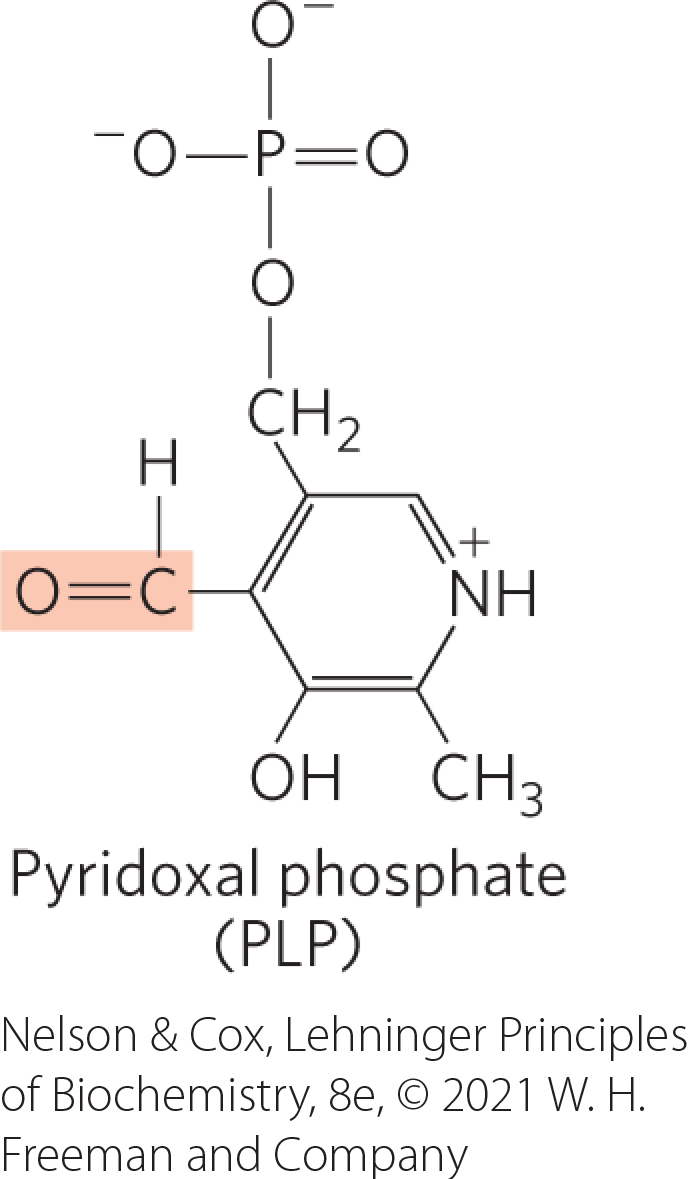 O⁻
⁻O—P=O
O
CH₂
H
O=C
+
NH
OH CH₃
Pyridoxal phosphate
(PLP)
Nelson & Cox, Lehninger Principles
of Biochemistry, 8e, © 2021 W. H.
Freeman and Company